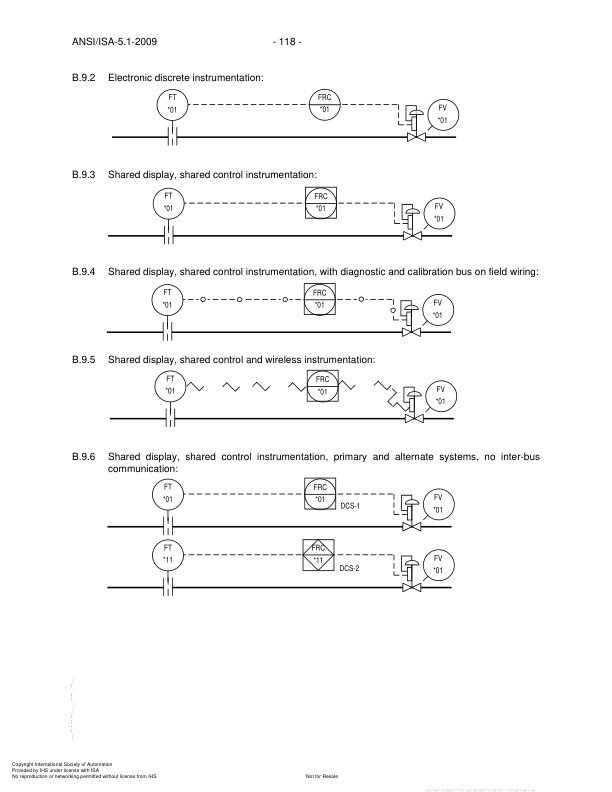 ANSI/ISA-5.1-2009 - 118 -
B.9.2 Electronic discrete instrumentation:
FT FRC FV
*01 *01 *01
B.9.3 Shared display, shared control instrumentation:
FT FRC FV
*01 *01 *01
B.9.4 Shared display, shared control instrumentation, with diagnostic and calibration bus on field wiring:
FT FRC FV
*01 *01 *01
B.9.5 Shared display, shared control and wireless instrumentation:
FT FRC FV
*01 *01 *01
B.9.6 Shared display, shared control instrumentation, primary and alternate systems, no inter-bus
communication:
FT FRC FV
*01 *01 DCS-1 *01
FT FRC FV
*11 *11 DCS-2 *01
Copyright International Society of Automation
Provided by IHS under license with ISA
No reproduction or networking permitted without license from IHS Not for Resale